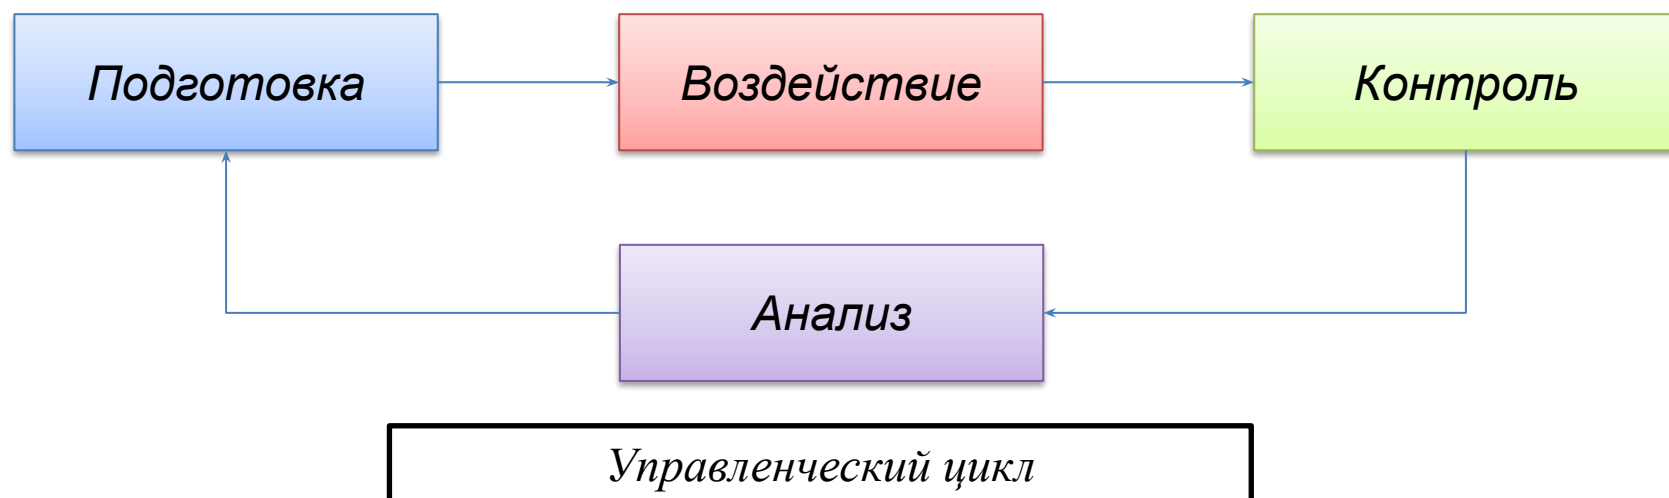 Подготовка
Воздействие
Контроль
Анализ
Управленческий цикл